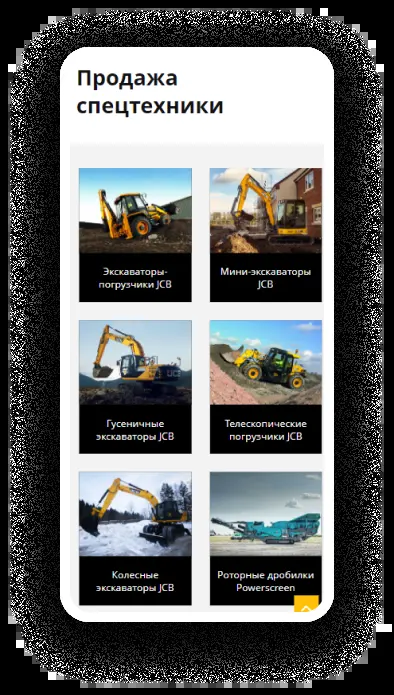 Продажа
спецтехники
Экскаваторы-
погрузчики JCB
Мини-экскаваторы
JCB
Гусеничные
экскаваторы JCB
Телескопические
погрузчики JCB
Колесные
экскаваторы JCB
Роторные дробилки
Powerscreen